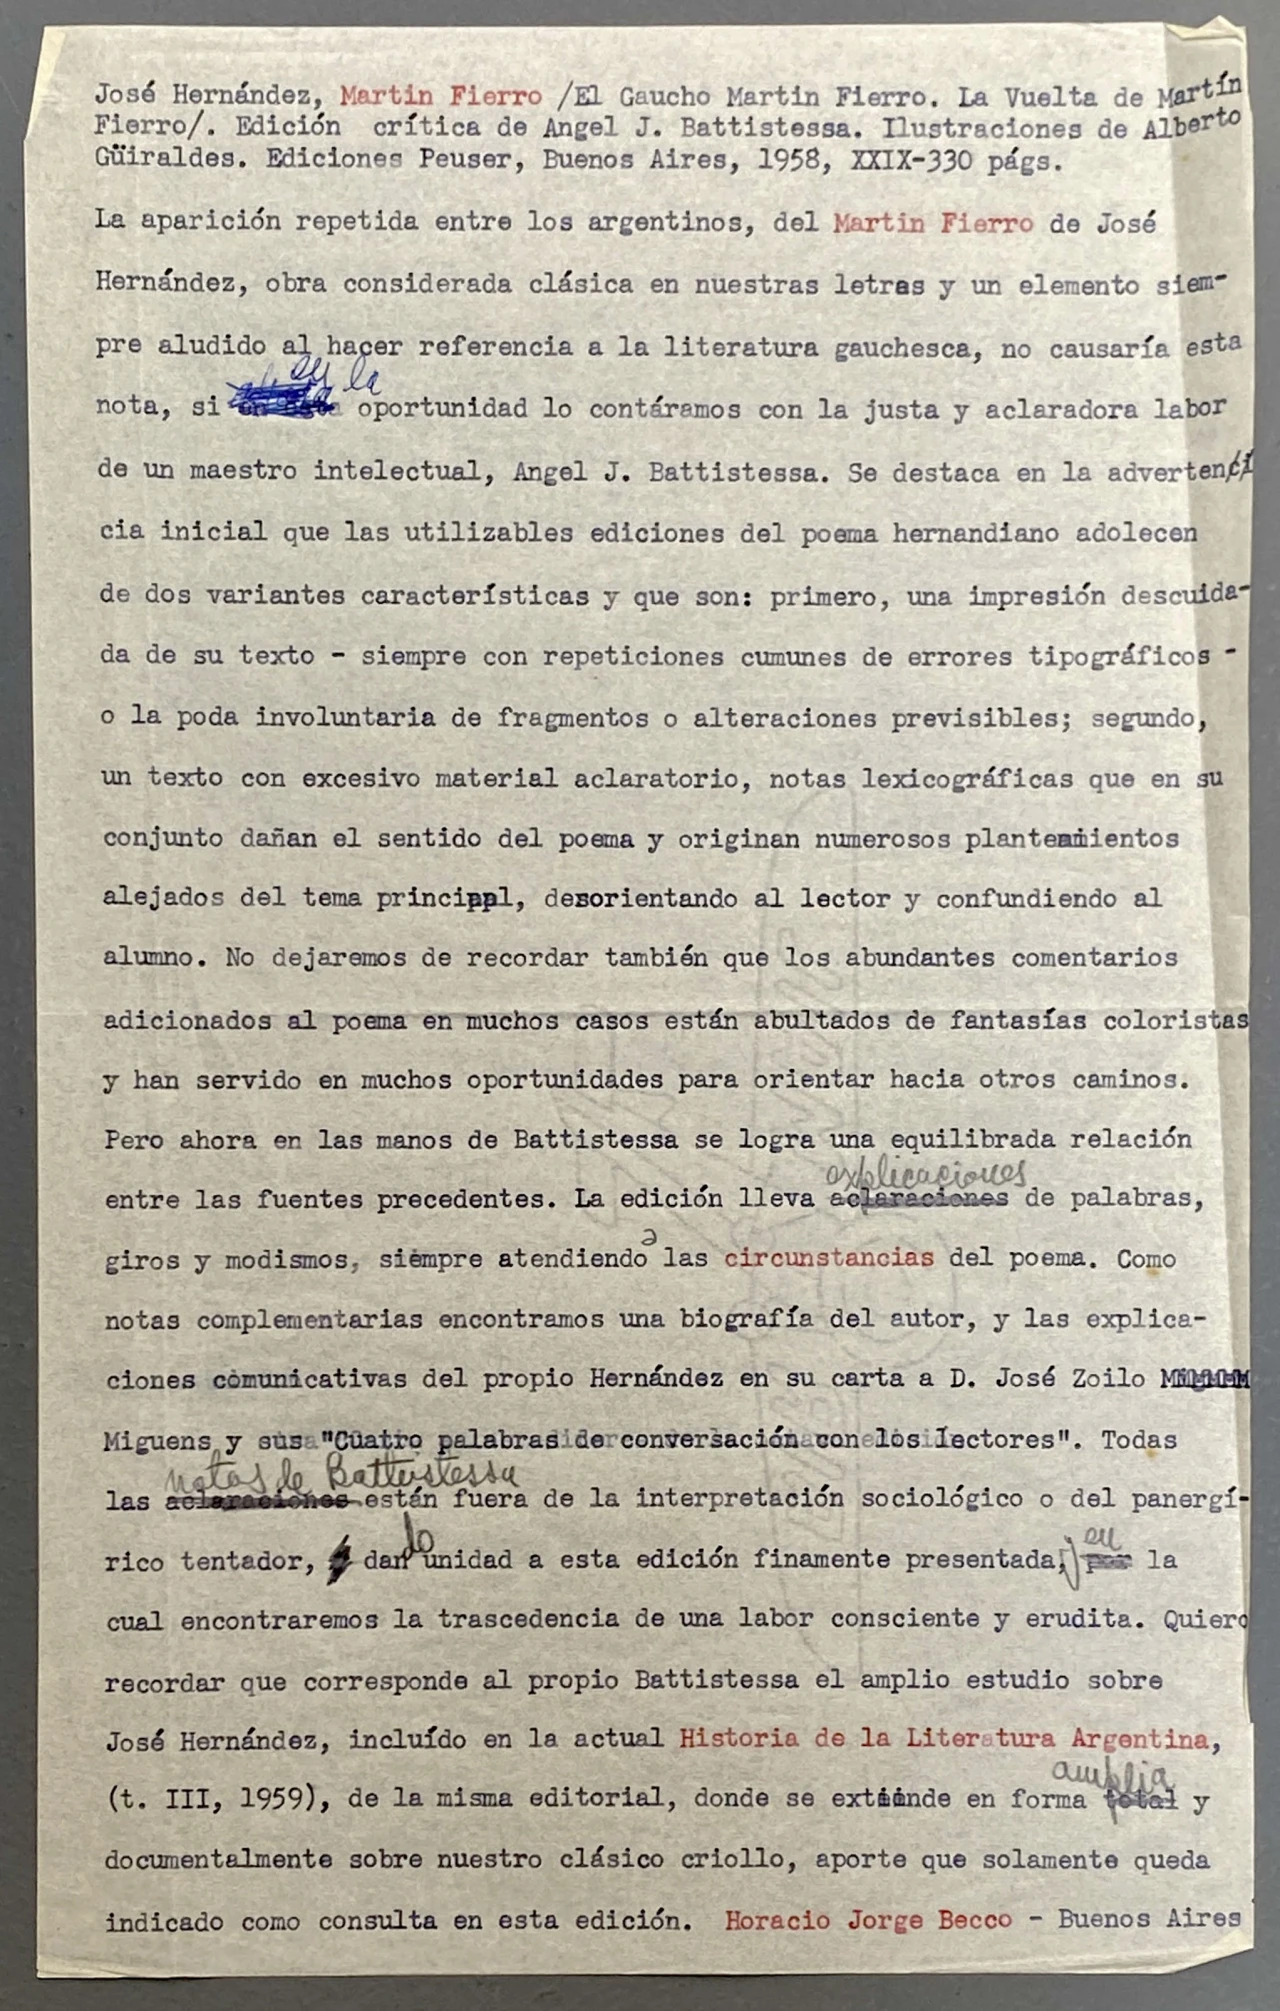 José Hernández, Martin Fierro /El Gaucho Martin Fierro. La Vuelta de Martín
Fierro/. Edición crítica de Angel J. Battistessa. Ilustraciones de Alberto
Güiraldes. Ediciones Peuser, Buenos Aires, 1958, XXIX-330 págs.
La aparición repetida entre los argentinos, del Martin Fierro de José
Hernández, obra considerada clásica en nuestras letras y un elemento siem-
pre aludido al hacer referencia a la literatura gauchesca, no causaría esta
en la
nota, si oportunidad lo contáramos con la justa y aclaradora labor
de un maestro intelectual, Angel J. Battistessa. Se destaca en la adverten
cia inicial que las utilizables ediciones del poema hernandiano adolecen
de dos variantes características y que son: primero, una impresión descuida-
da de su texto - siempre con repeticiones cumunes de errores tipográficos -
o la poda involuntaria de fragmentos o alteraciones previsibles; segundo,
un texto con excesivo material aclaratorio, notas lexicográficas que en su
conjunto dañan el sentido del poema y originan numerosos planteamientos
alejados del tema principal, desorientando al lector y confundiendo al
alumno. No dejaremos de recordar también que los abundantes comentarios
adicionados al poema en muchos casos están abultados de fantasías coloristas
y han servido en muchos oportunidades para orientar hacia otros caminos.
Pero ahora en las manos de Battistessa se logra una equilibrada relación
explicaciones
entre las fuentes precedentes. La edición lleva aclaraciones de palabras,
a
giros y modismos, siempre atendiendo las circunstancias del poema. Como
notas complementarias encontramos una biografía del autor, y las explica-
ciones comunicativas del propio Hernández en su carta a D. José Zoilo
Miguens y sus "Cuatro palabras de conversación con los lectores". Todas
notas de Battistessa
las aclaraciones están fuera de la interpretación sociológico o del panergí-
do en
rico tentador, dan unidad a esta edición finamente presentada, por la
cual encontraremos la trascedencia de una labor consciente y erudita. Quiero
recordar que corresponde al propio Battistessa el amplio estudio sobre
José Hernández, incluído en la actual Historia de la Literatura Argentina,
amplia
(t. III, 1959), de la misma editorial, donde se extiende en forma total y
documentalmente sobre nuestro clásico criollo, aporte que solamente queda
indicado como consulta en esta edición. Horacio Jorge Becco - Buenos Aires